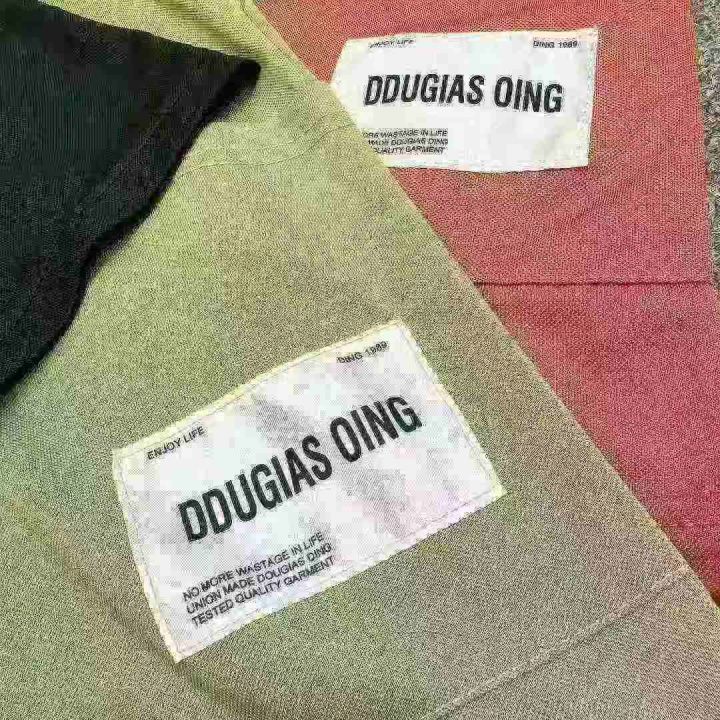 ENJOY LIFE
DING 1989
DDUGIAS OING
ORE WASTAGE IN LIFE
MADE DOUGIAS DING
QUALITY GARMENT
ENJOY LIFE
DING 1989
DDUGIAS OING
NO MORE WASTAGE IN LIFE
UNION MADE DOUGIAS DING
TESTED QUALITY GARMENT